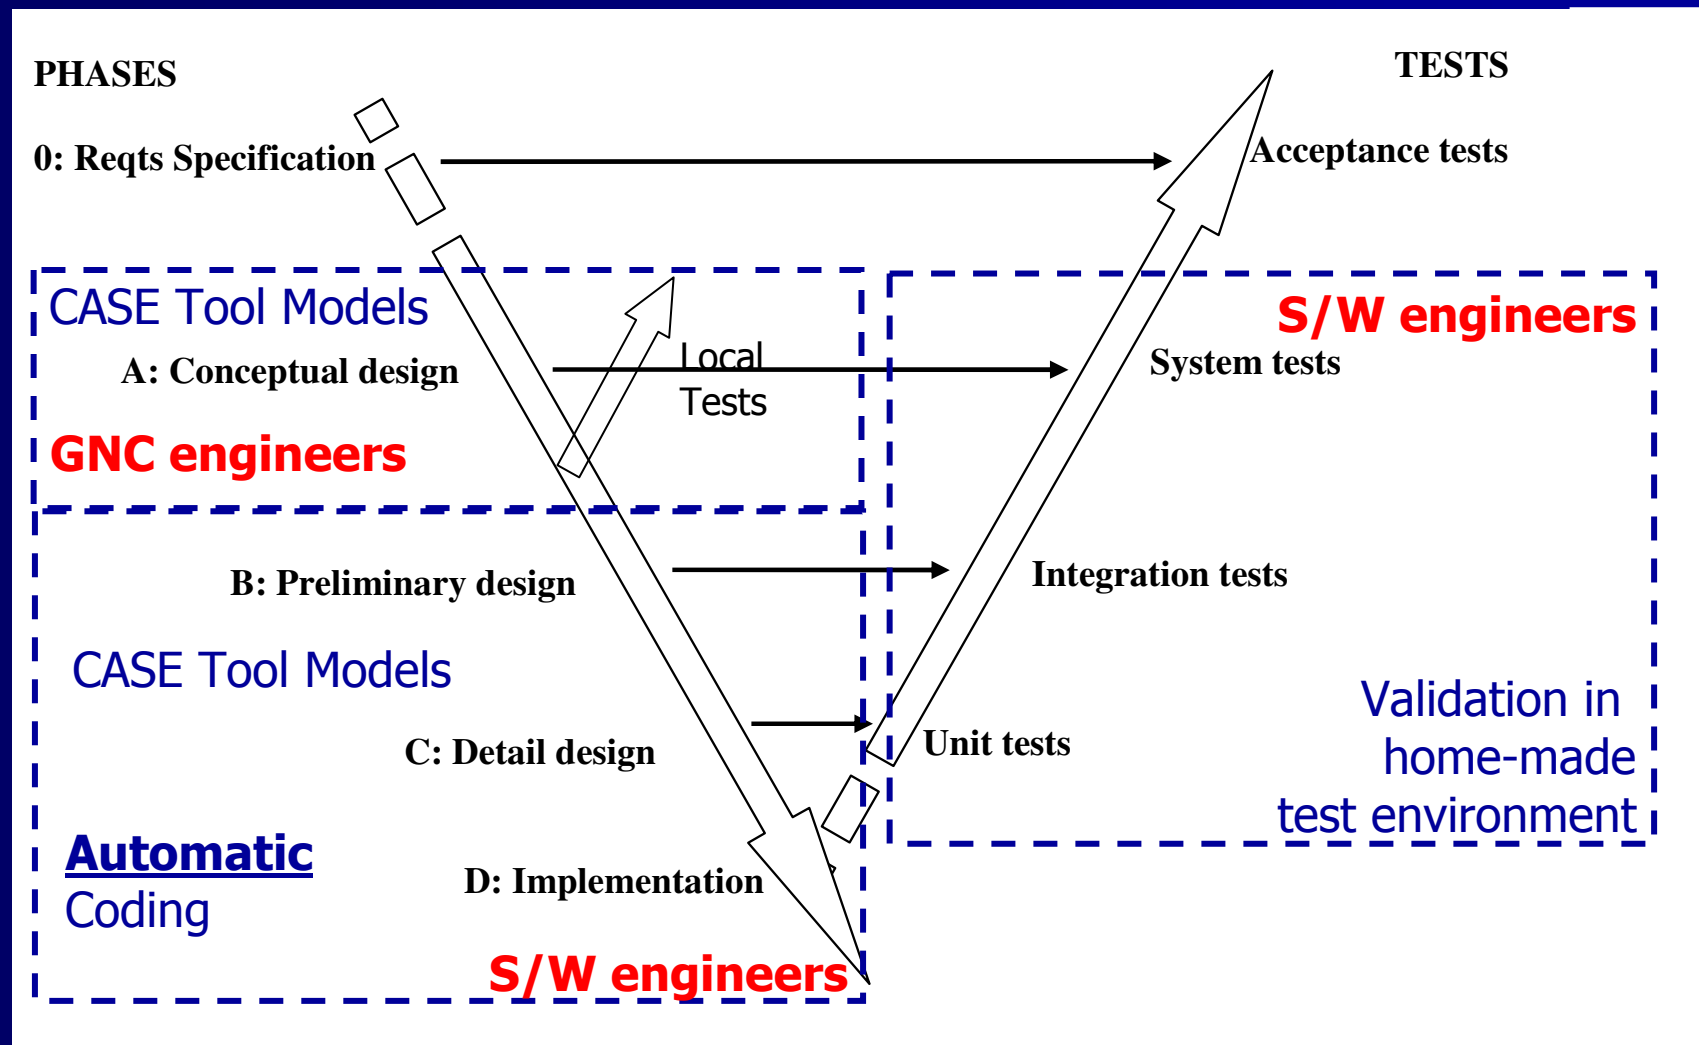 PHASES
TESTS
0: Reqts Specification
Acceptance tests
CASE Tool Models
S/W engineers
A: Conceptual design
Local
Tests
System tests
GNC engineers
B: Preliminary design
Integration tests
CASE Tool Models
Validation in
home-made
test environment
C: Detail design
Unit tests
Automatic
Coding
D: Implementation
S/W engineers